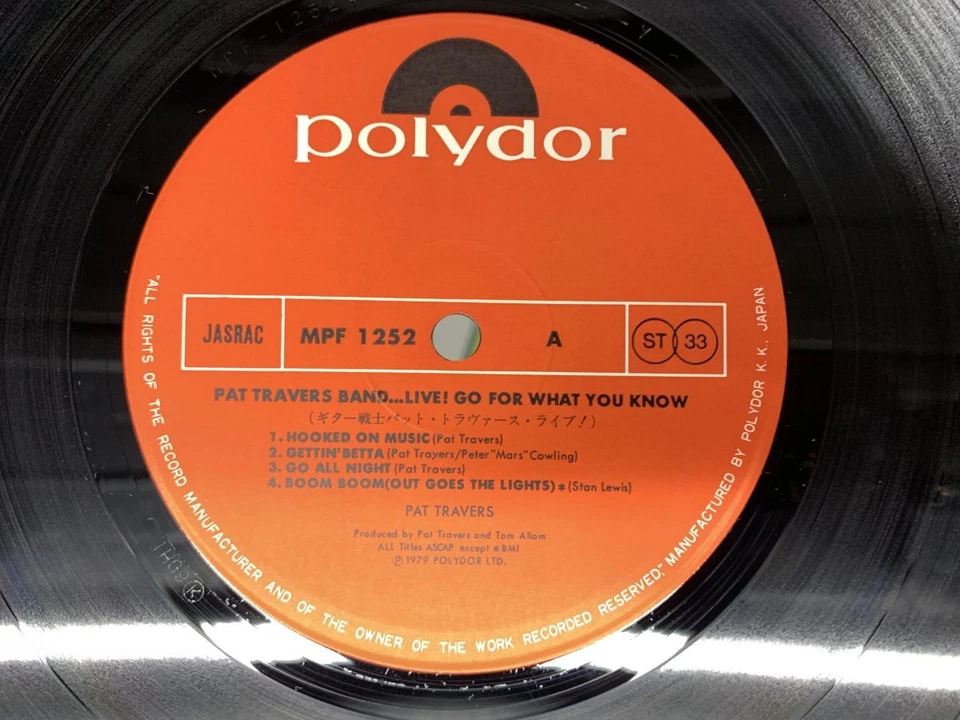 polydor
JASRAC MPF 1252 A ST 33
PAT TRAVERS BAND...LIVE! GO FOR WHAT YOU KNOW
(ギター戦士パット・トラヴァース・ライブ!)
1. HOOKED ON MUSIC (Pat Travers)
2. GETTIN' BETTA (Pat Trayers/Peter"Mars"Cowling)
3. GO ALL NIGHT (Pat Travers)
4. BOOM BOOM(OUT GOES THE LIGHTS)* (Stan Lewis)
PAT TRAVERS
Produced by Pat Travers and Tom Allom
ALL Titles ASCAP except *BMI
Ⓟ1979 POLYDOR LTD,
"ALL RIGHTS OF THE RECORD MANUFACTURER AND OF THE OWNER OF THE WORK RECORDED RESERVED," MANUFACTURED BY POLYDOR K.K., JAPAN